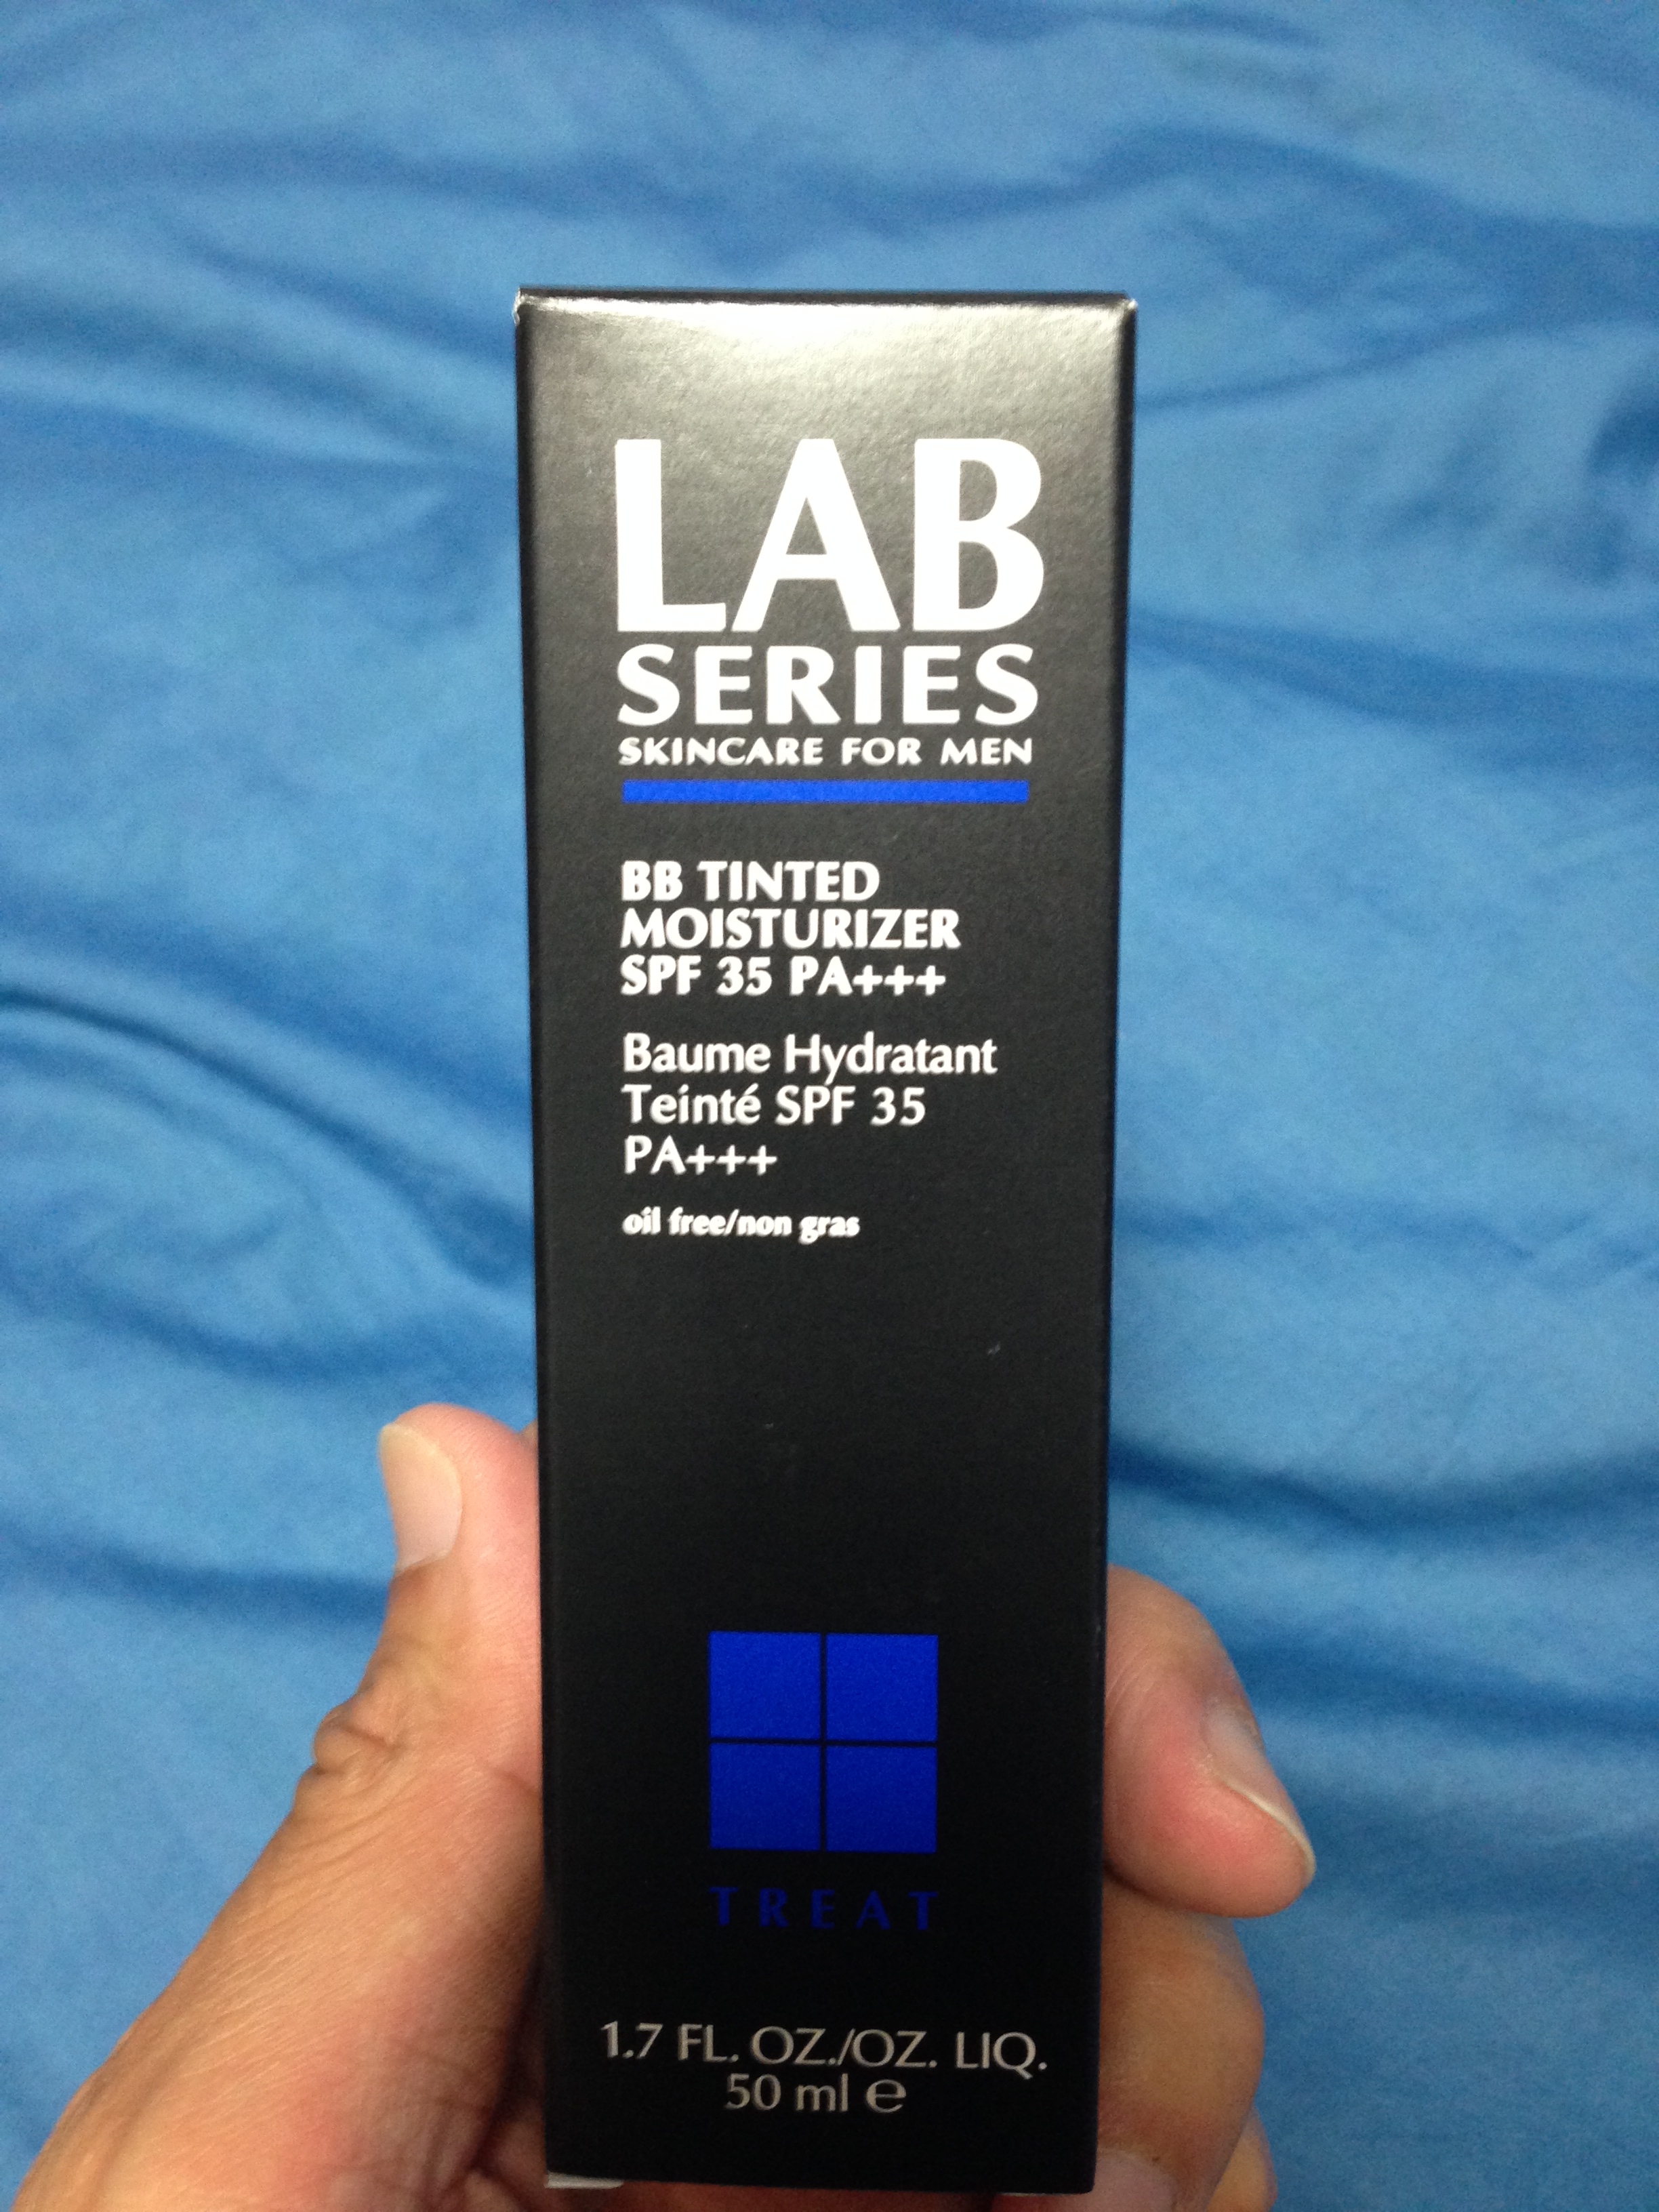 LAB
SERIES
SKINCARE FOR MEN
BB TINTED
MOISTURIZER
SPF 35 PA+++
Baume Hydratant
Teinté SPF 35
PA+++
oil free/non gras
TREAT
1.7 FL. OZ./OZ. LIQ.
50 ml ℮